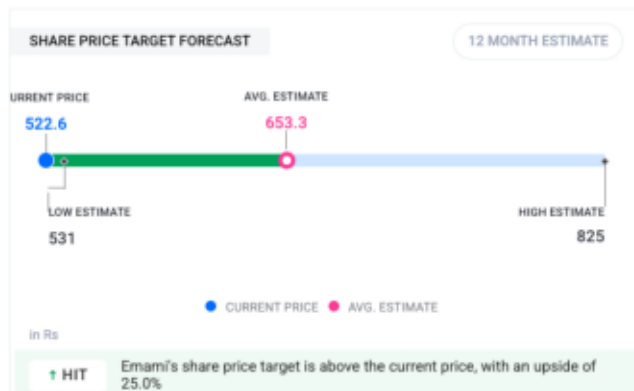 SHARE PRICE TARGET FORECAST
12 MONTH ESTIMATE
URRENT PRICE
AVG. ESTIMATE
522.6
653.3
LOW ESTIMATE
HIGH ESTIMATE
531
825
CURRENT PRICE
AVG. ESTIMATE
in Rs
↑ HIT
Emami's share price target is above the current price, with an upside of
25.0%